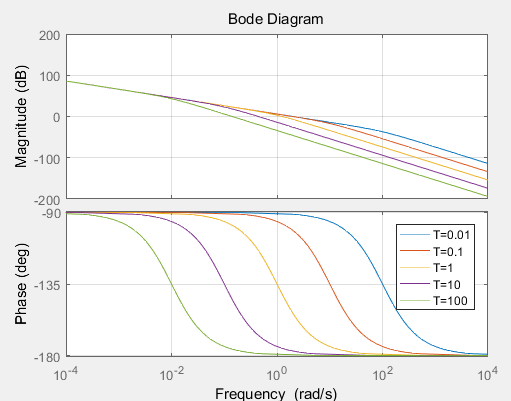 Bode Diagram
Magnitude (dB)
200
100
0
-100
-200
Phase (deg)
-90
-135
-180
T=0.01
T=0.1
T=1
T=10
T=100
10^-4 10^-2 10^0 10^2 10^4
Frequency (rad/s)